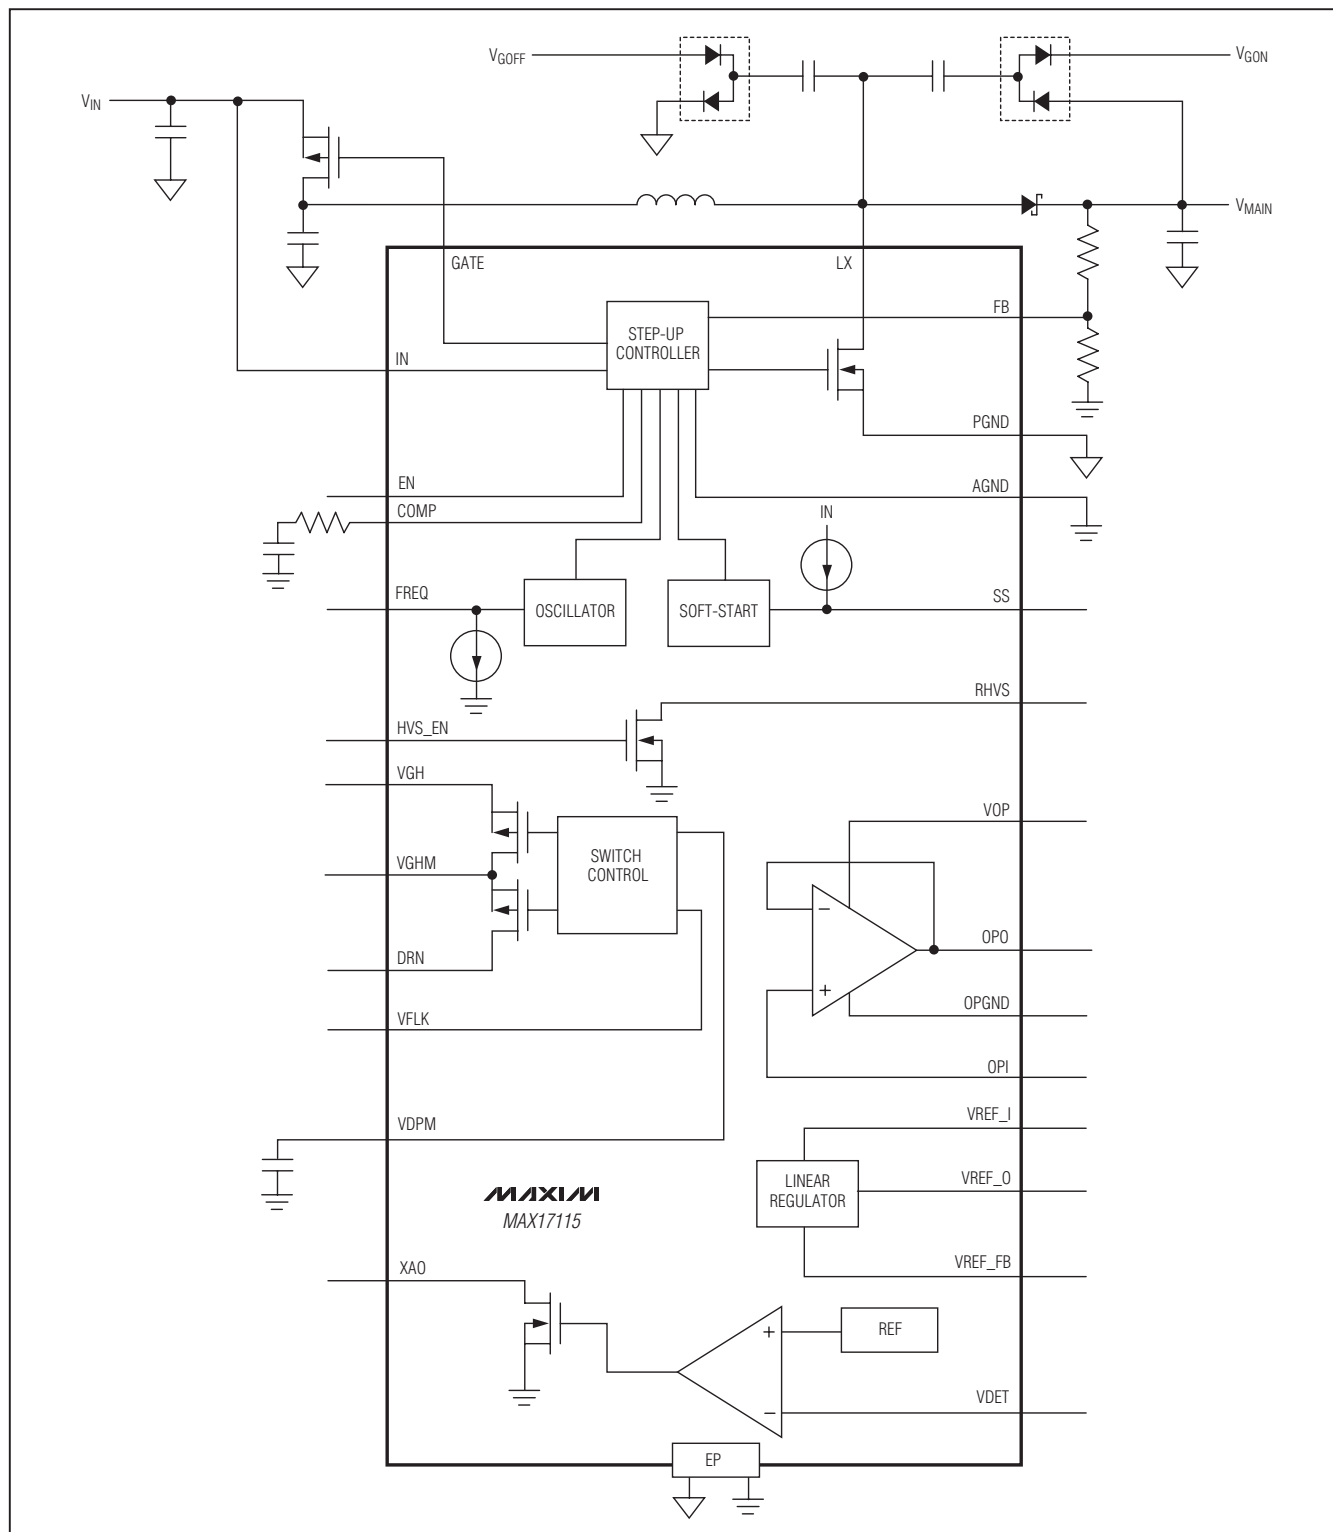 VGOFF
VGON
VIN
VMAIN
GATE
LX
FB
STEP-UP
CONTROLLER
IN
PGND
EN
AGND
COMP
IN
FREQ
OSCILLATOR
SOFT-START
SS
RHVS
HVS_EN
VGH
VOP
SWITCH
CONTROL
VGHM
−
OPO
DRN
+
OPGND
VFLK
OPI
VREF_I
VDPM
LINEAR
REGULATOR
VREF_O
MAXIM
MAX17115
VREF_FB
XAO
+
REF
VDET
−
EP